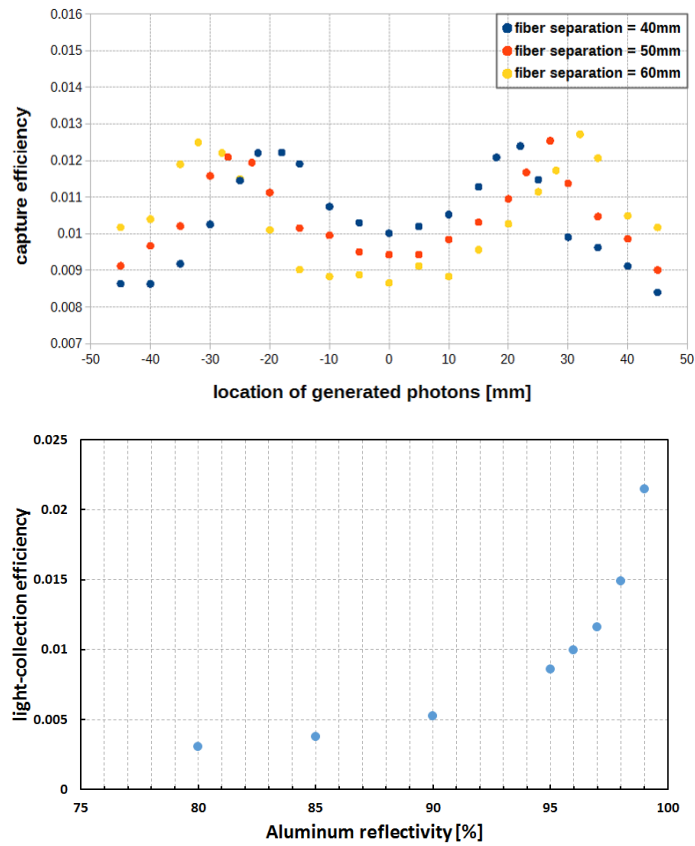 0.016
fiber separation = 40mm
0.015
fiber separation = 50mm
fiber separation = 60mm
0.014
0.013
0.012
0.011
0.01
0.009
0.008
0.007
capture efficiency
-50 -40 -30 -20 -10 0 10 20 30 40 50
location of generated photons [mm]
0.025
0.02
0.015
0.01
0.005
0
light-collection efficiency
75 80 85 90 95 100
Aluminum reflectivity [%]